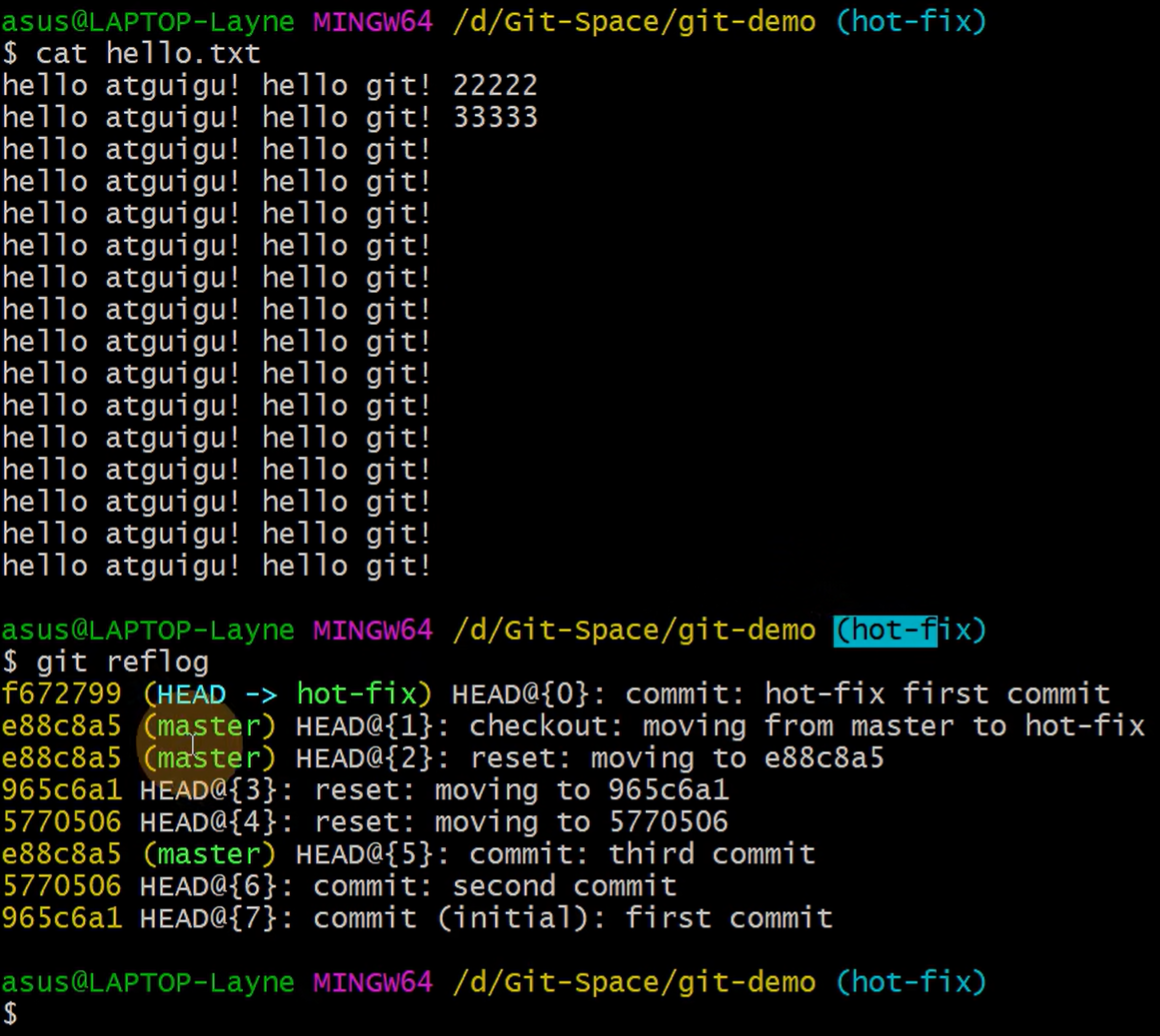 asus@LAPTOP-Layne MINGW64 /d/Git-Space/git-demo (hot-fix)
$ cat hello.txt
hello atguigu! hello git! 22222
hello atguigu! hello git! 33333
hello atguigu! hello git!
hello atguigu! hello git!
hello atguigu! hello git!
hello atguigu! hello git!
hello atguigu! hello git!
hello atguigu! hello git!
hello atguigu! hello git!
hello atguigu! hello git!
hello atguigu! hello git!
hello atguigu! hello git!
hello atguigu! hello git!
hello atguigu! hello git!
hello atguigu! hello git!
hello atguigu! hello git!
asus@LAPTOP-Layne MINGW64 /d/Git-Space/git-demo (hot-fix)
$ git reflog
f672799 (HEAD -> hot-fix) HEAD@{0}: commit: hot-fix first commit
e88c8a5 (master) HEAD@{1}: checkout: moving from master to hot-fix
e88c8a5 (master) HEAD@{2}: reset: moving to e88c8a5
965c6a1 HEAD@{3}: reset: moving to 965c6a1
5770506 HEAD@{4}: reset: moving to 5770506
e88c8a5 (master) HEAD@{5}: commit: third commit
5770506 HEAD@{6}: commit: second commit
965c6a1 HEAD@{7}: commit (initial): first commit
asus@LAPTOP-Layne MINGW64 /d/Git-Space/git-demo (hot-fix)
$